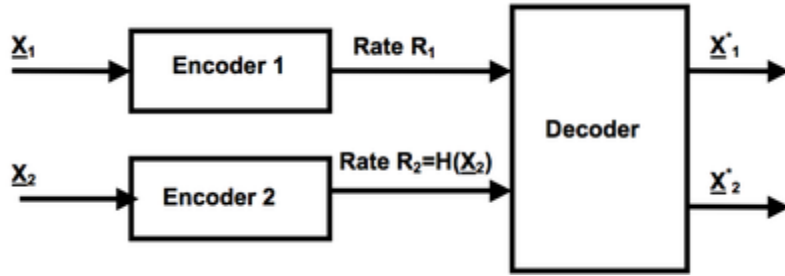 X₁
Encoder 1
Rate R₁
X*₁
Decoder
X₂
Encoder 2
Rate R₂=H(X₂)
X*₂